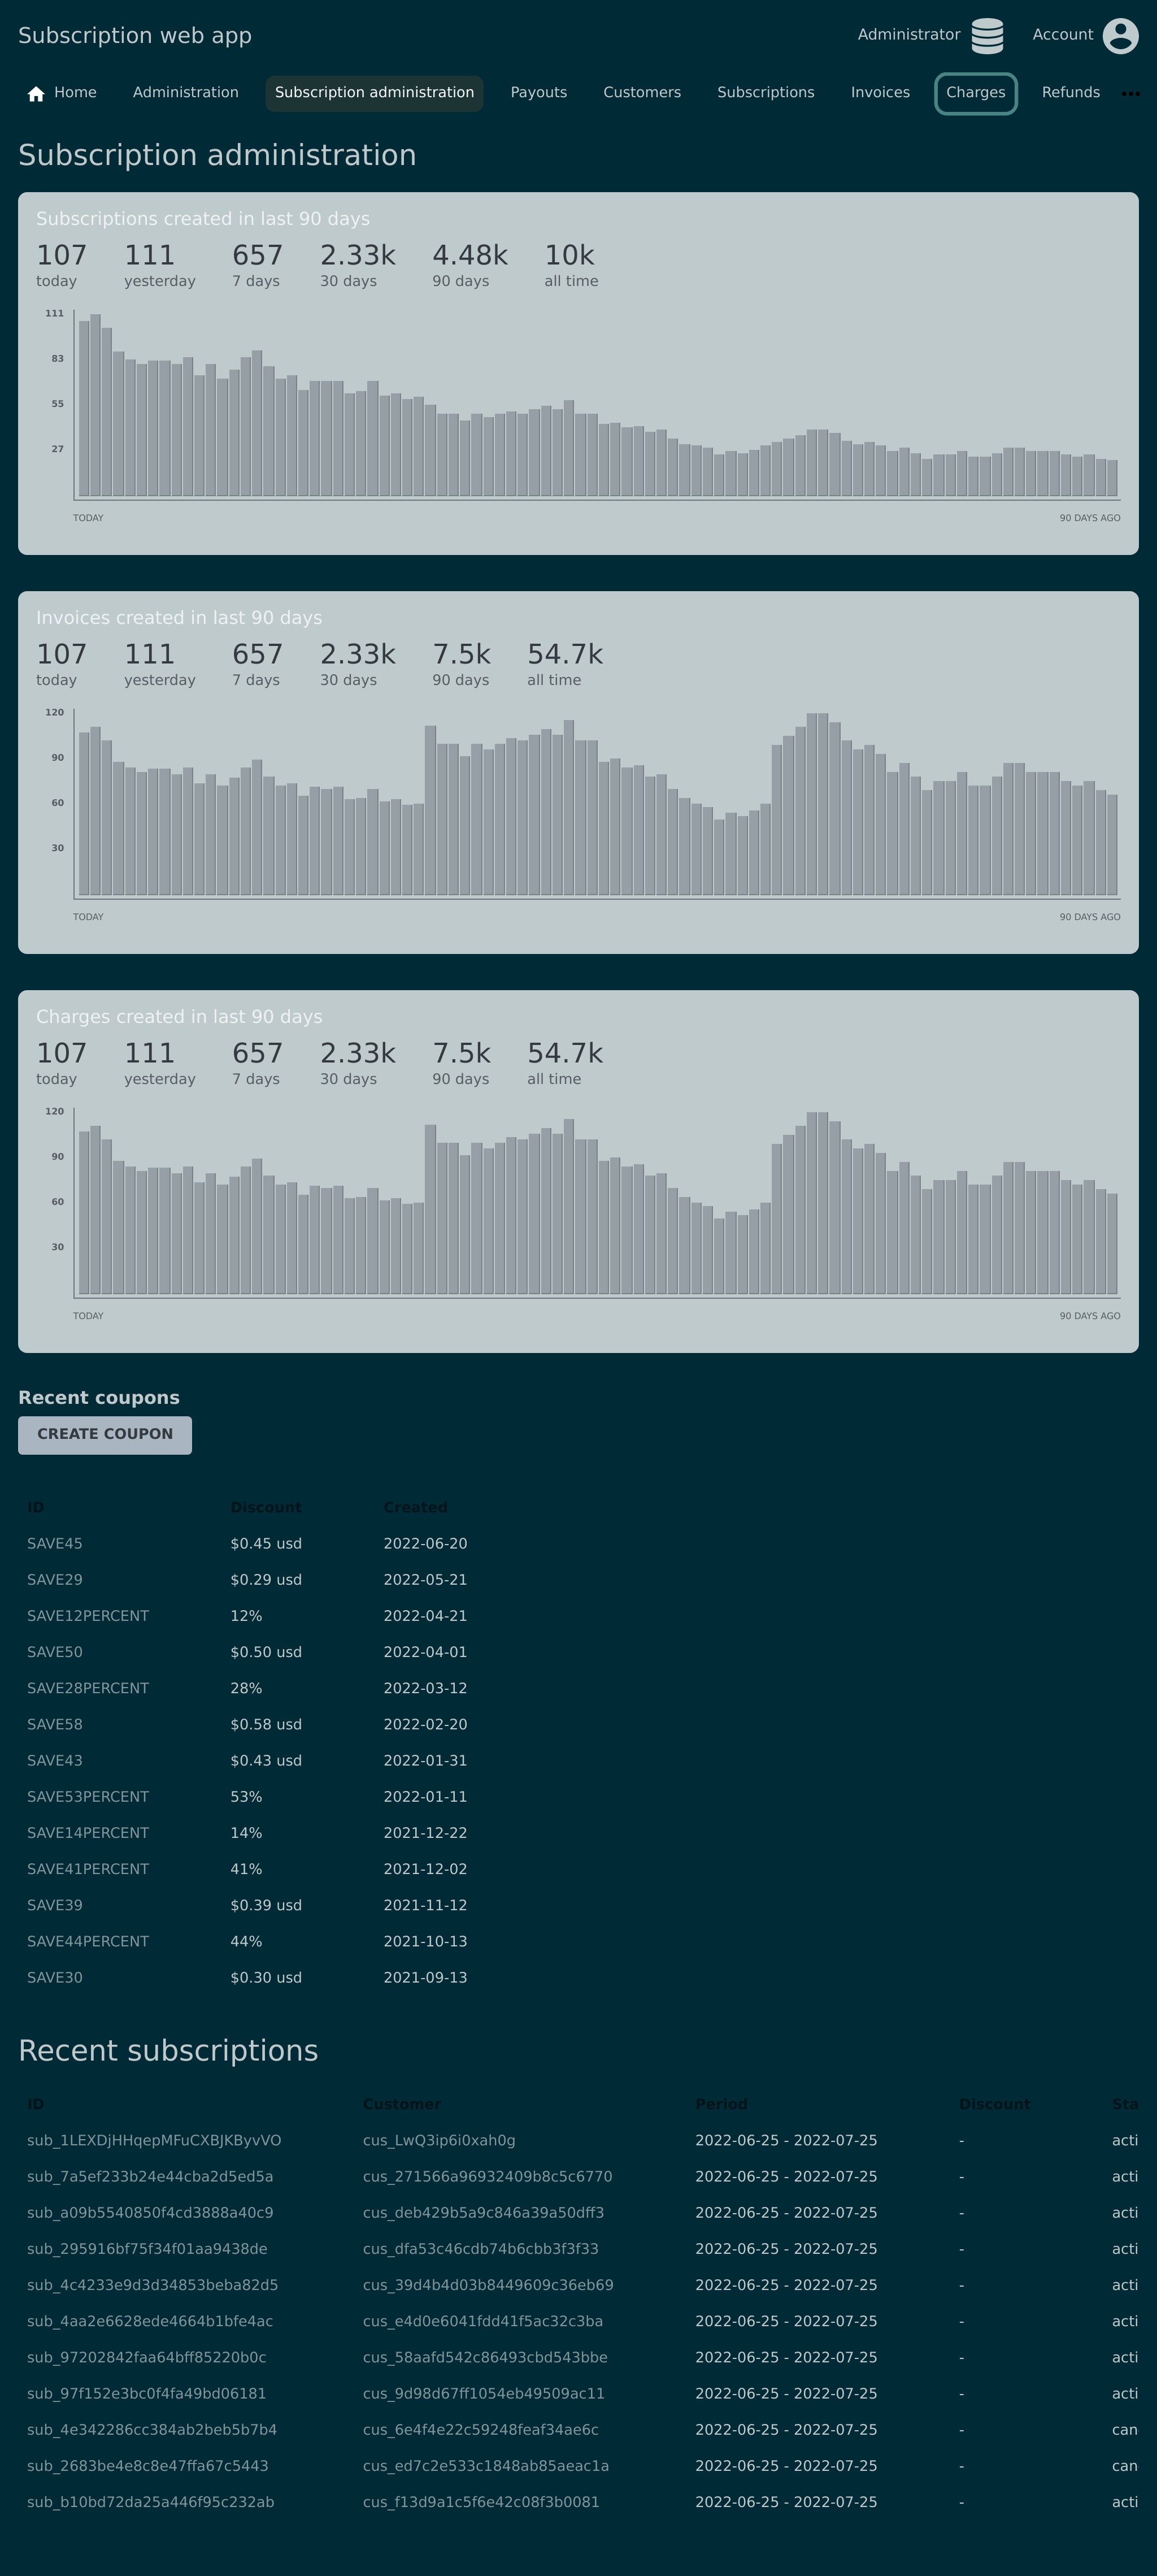 Subscription web app Administrator Account
Home Administration Subscription administration Payouts Customers Subscriptions Invoices Charges Refunds
Subscription administration
Subscriptions created in last 90 days
107 111 657 2.33k 4.48k 10k
today yesterday 7 days 30 days 90 days all time
111
83
55
27
TODAY 90 DAYS AGO
Invoices created in last 90 days
107 111 657 2.33k 7.5k 54.7k
today yesterday 7 days 30 days 90 days all time
120
90
60
30
TODAY 90 DAYS AGO
Charges created in last 90 days
107 111 657 2.33k 7.5k 54.7k
today yesterday 7 days 30 days 90 days all time
120
90
60
30
TODAY 90 DAYS AGO
Recent coupons
CREATE COUPON
ID Discount Created
SAVE45 $0.45 usd 2022-06-20
SAVE29 $0.29 usd 2022-05-21
SAVE12PERCENT 12% 2022-04-21
SAVE50 $0.50 usd 2022-04-01
SAVE28PERCENT 28% 2022-03-12
SAVE58 $0.58 usd 2022-02-20
SAVE43 $0.43 usd 2022-01-31
SAVE53PERCENT 53% 2022-01-11
SAVE14PERCENT 14% 2021-12-22
SAVE41PERCENT 41% 2021-12-02
SAVE39 $0.39 usd 2021-11-12
SAVE44PERCENT 44% 2021-10-13
SAVE30 $0.30 usd 2021-09-13
Recent subscriptions
ID Customer Period Discount Sta
sub_1LEXDjHHqepMFuCXBJKByvVO cus_LwQ3ip6i0xah0g 2022-06-25 - 2022-07-25 - acti
sub_7a5ef233b24e44cba2d5ed5a cus_271566a96932409b8c5c6770 2022-06-25 - 2022-07-25 - acti
sub_a09b5540850f4cd3888a40c9 cus_deb429b5a9c846a39a50dff3 2022-06-25 - 2022-07-25 - acti
sub_295916bf75f34f01aa9438de cus_dfa53c46cdb74b6cbb3f3f33 2022-06-25 - 2022-07-25 - acti
sub_4c4233e9d3d34853beba82d5 cus_39d4b4d03b8449609c36eb69 2022-06-25 - 2022-07-25 - acti
sub_4aa2e6628ede4664b1bfe4ac cus_e4d0e6041fdd41f5ac32c3ba 2022-06-25 - 2022-07-25 - acti
sub_97202842faa64bff85220b0c cus_58aafd542c86493cbd543bbe 2022-06-25 - 2022-07-25 - acti
sub_97f152e3bc0f4fa49bd06181 cus_9d98d67ff1054eb49509ac11 2022-06-25 - 2022-07-25 - acti
sub_4e342286cc384ab2beb5b7b4 cus_6e4f4e22c59248feaf34ae6c 2022-06-25 - 2022-07-25 - can
sub_2683be4e8c8e47ffa67c5443 cus_ed7c2e533c1848ab85aeac1a 2022-06-25 - 2022-07-25 - can
sub_b10bd72da25a446f95c232ab cus_f13d9a1c5f6e42c08f3b0081 2022-06-25 - 2022-07-25 - acti